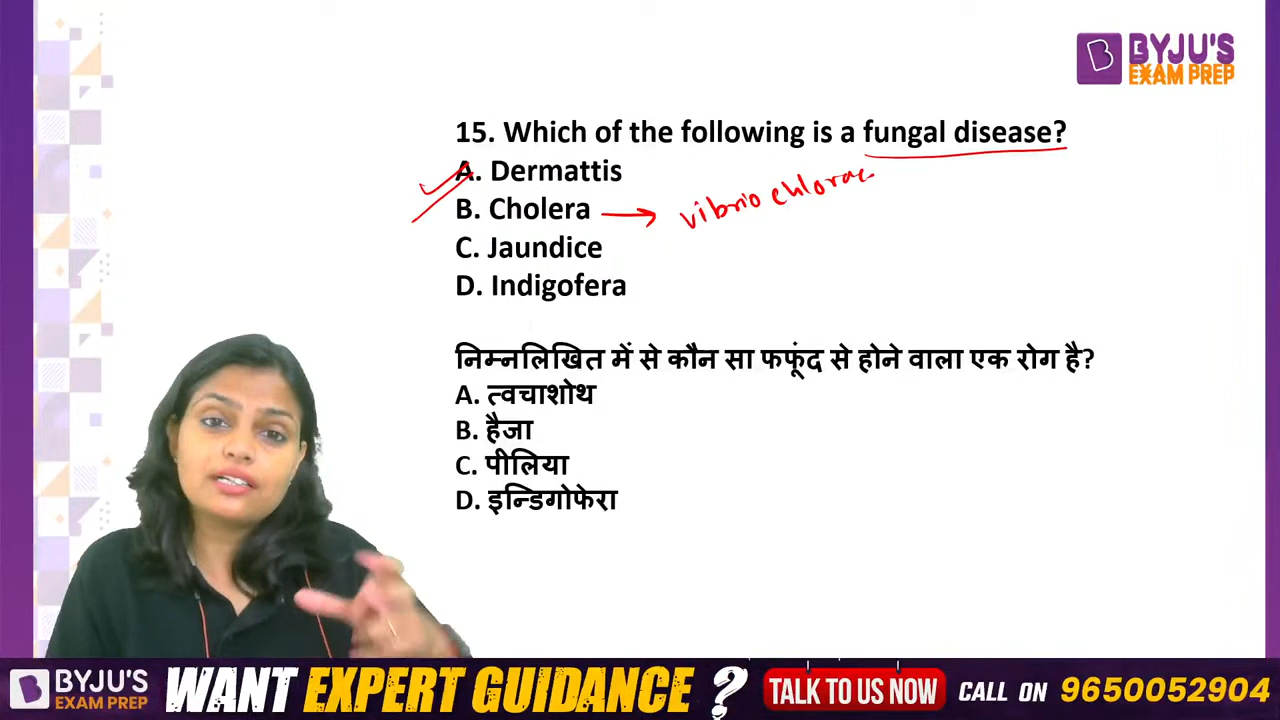 BYJU'S
EXAM PREP
15. Which of the following is a fungal disease?
A. Dermattis
B. Cholera → vibrio chlorae
C. Jaundice
D. Indigofera
निम्नलिखित में से कौन सा फफूंद से होने वाला एक रोग है?
A. त्वचाशोथ
B. हैजा
C. पीलिया
D. इन्डिगोफेरा
BYJU'S
EXAM PREP
WANT EXPERT GUIDANCE ? TALK TO US NOW CALL ON 9650052904